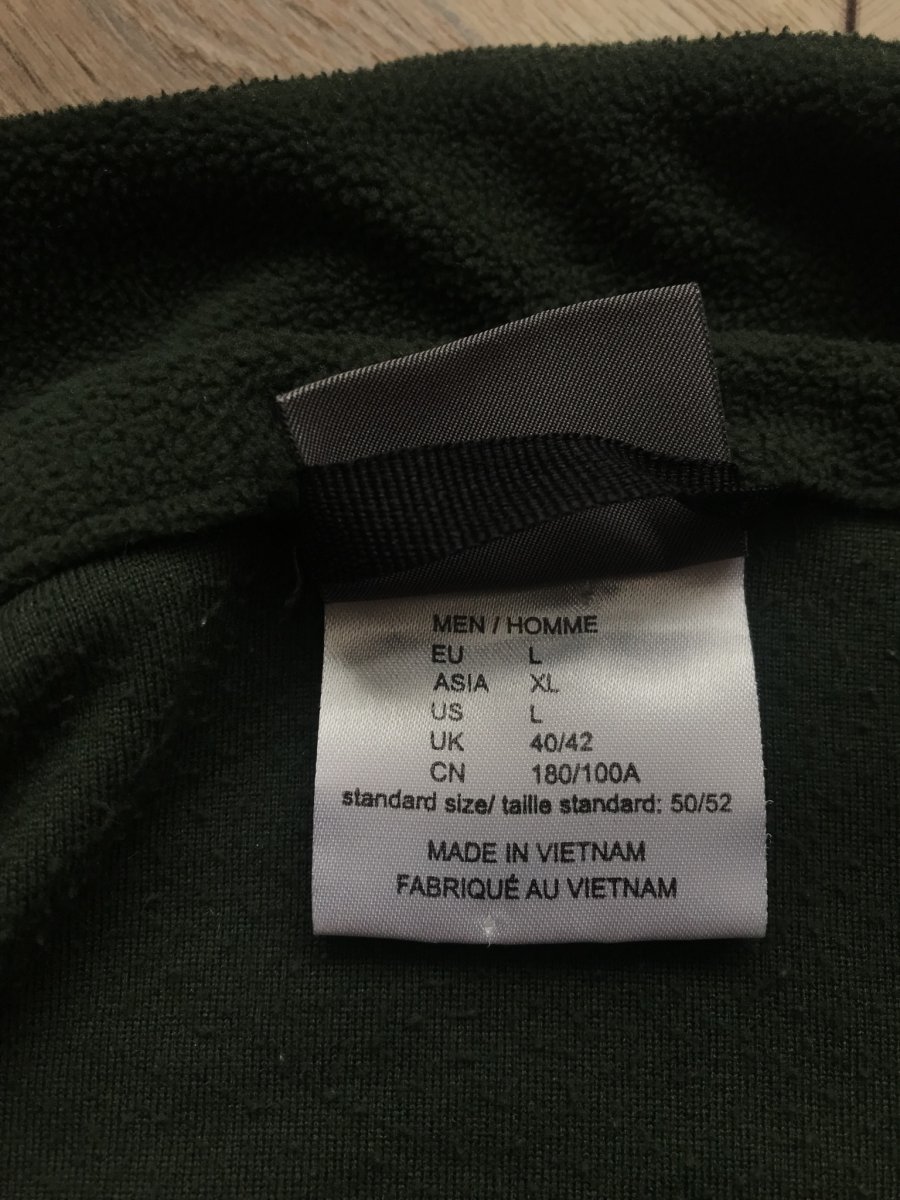 MEN / HOMME
EU L
ASIA XL
US L
UK 40/42
CN 180/100A
standard size/ taille standard: 50/52
MADE IN VIETNAM
FABRIQUÉ AU VIETNAM